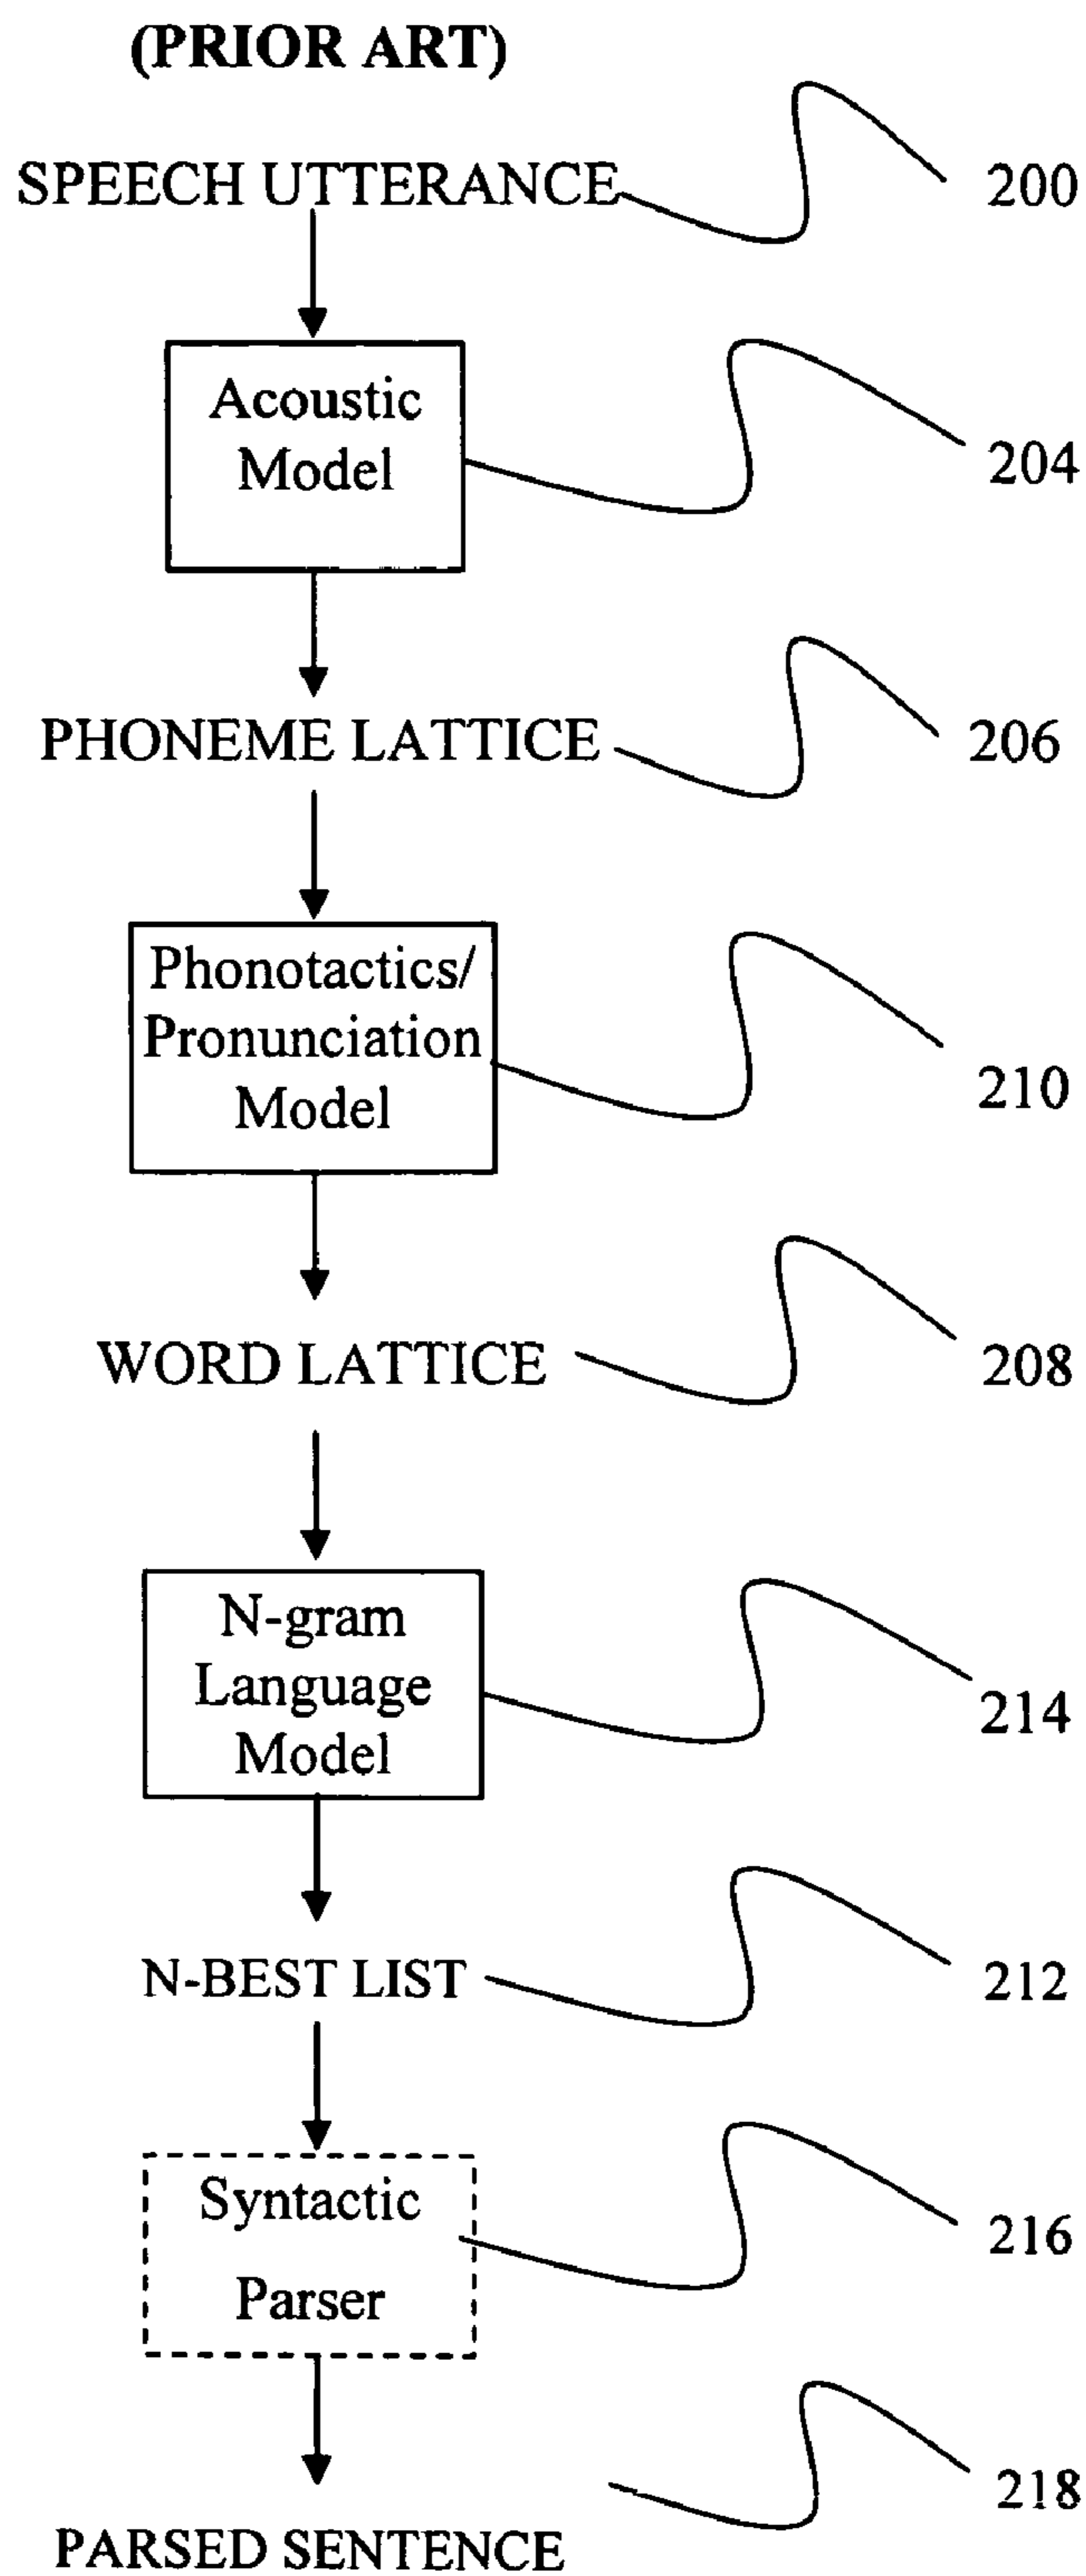 (PRIOR ART)
SPEECH UTTERANCE
200
Acoustic
Model
204
PHONEME LATTICE
206
Phonotactics/
Pronunciation
Model
210
WORD LATTICE
208
N-gram
Language
Model
214
N-BEST LIST
212
Syntactic
Parser
216
218
PARSED SENTENCE